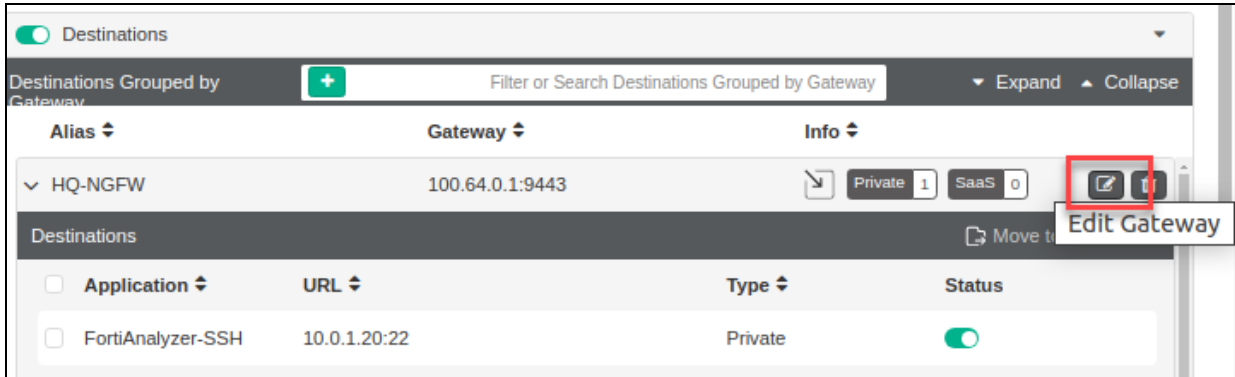 Destinations
Destinations Grouped by Gateway
Filter or Search Destinations Grouped by Gateway
Expand
Collapse
Alias
Gateway
Info
HQ-NGFW
100.64.0.1:9443
Private 1
SaaS 0
Edit Gateway
Destinations
Move to
Application
URL
Type
Status
FortiAnalyzer-SSH
10.0.1.20:22
Private